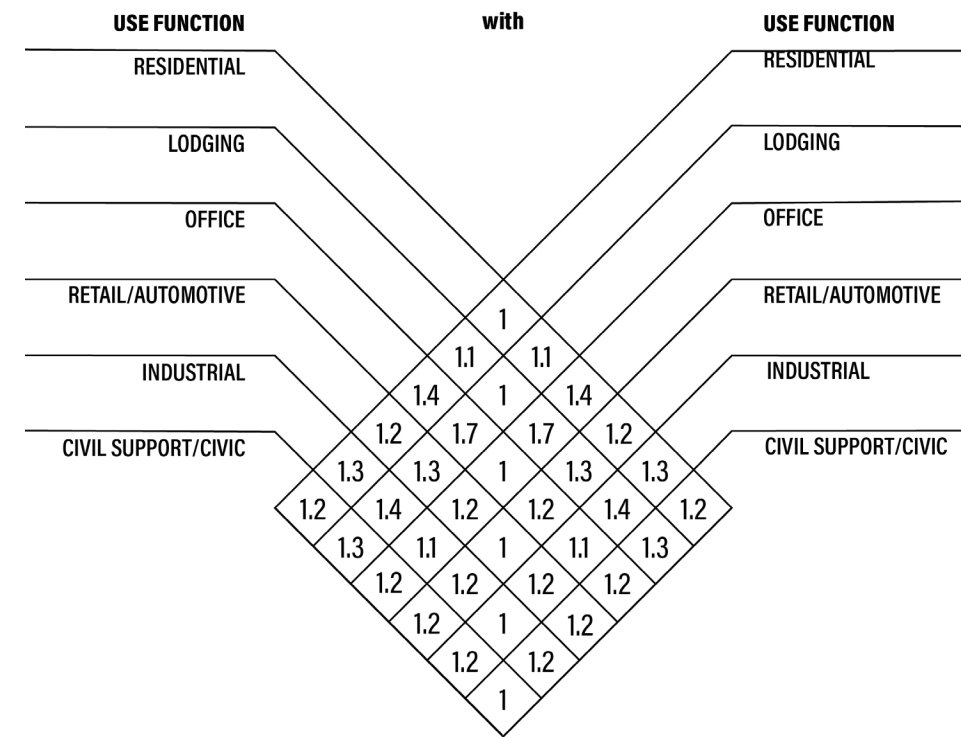 USE FUNCTION with USE FUNCTION
RESIDENTIAL RESIDENTIAL
LODGING LODGING
OFFICE OFFICE
RETAIL/AUTOMOTIVE RETAIL/AUTOMOTIVE
1
1.1 1.1
INDUSTRIAL INDUSTRIAL
1.4 1 1.4
1.2 1.7 1.7 1.2
CIVIL SUPPORT/CIVIC CIVIL SUPPORT/CIVIC
1.3 1.3 1 1.3 1.3
1.2 1.4 1.2 1.2 1.4 1.2
1.3 1.1 1 1.1 1.3
1.2 1.2 1.2 1.2
1.2 1 1.2
1.2 1.2
1